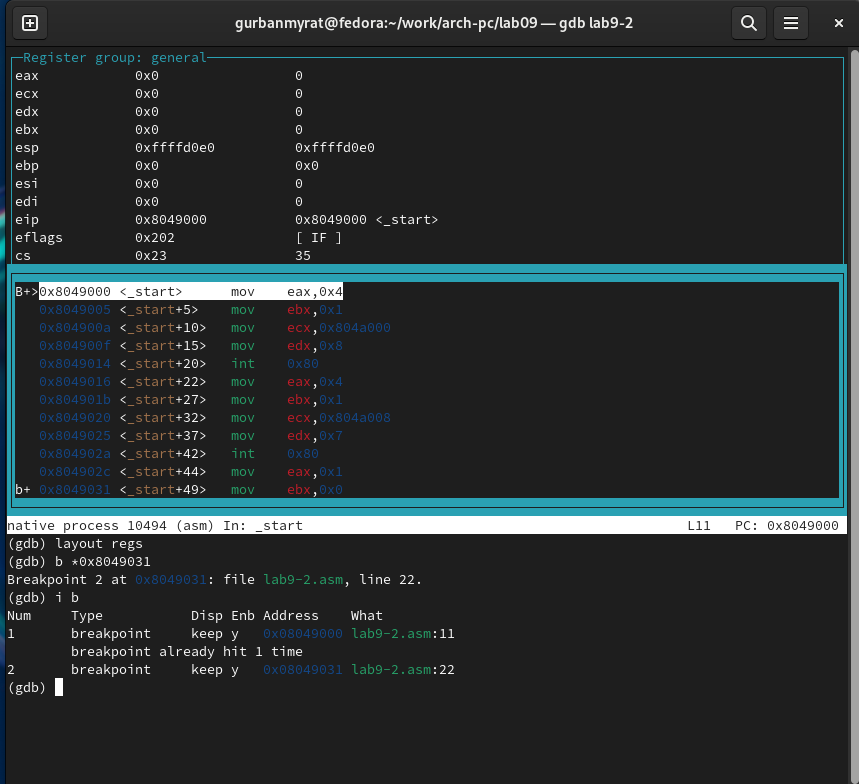 gurbanmyrat@fedora:~/work/arch-pc/lab09 — gdb lab9-2
Register group: general
eax 0x0 0
ecx 0x0 0
edx 0x0 0
ebx 0x0 0
esp 0xffffd0e0 0xffffd0e0
ebp 0x0 0x0
esi 0x0 0
edi 0x0 0
eip 0x8049000 0x8049000 <_start>
eflags 0x202 [ IF ]
cs 0x23 35
B+>0x8049000 <_start> mov eax,0x4
0x8049005 <_start+5> mov ebx,0x1
0x804900a <_start+10> mov ecx,0x804a000
0x804900f <_start+15> mov edx,0x8
0x8049014 <_start+20> int 0x80
0x8049016 <_start+22> mov eax,0x4
0x804901b <_start+27> mov ebx,0x1
0x8049020 <_start+32> mov ecx,0x804a008
0x8049025 <_start+37> mov edx,0x7
0x804902a <_start+42> int 0x80
0x804902c <_start+44> mov eax,0x1
b+ 0x8049031 <_start+49> mov ebx,0x0
native process 10494 (asm) In: _start L11 PC: 0x8049000
(gdb) layout regs
(gdb) b *0x8049031
Breakpoint 2 at 0x8049031: file lab9-2.asm, line 22.
(gdb) i b
Num Type Disp Enb Address What
1 breakpoint keep y 0x08049000 lab9-2.asm:11
breakpoint already hit 1 time
2 breakpoint keep y 0x08049031 lab9-2.asm:22
(gdb)